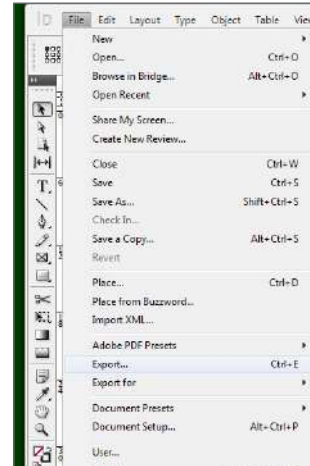 ID File Edit Layout Type Object Table View
New
Open... Ctrl+O
Browse in Bridge... Alt+Ctrl+O
Open Recent
Share My Screen...
Create New Review...
Close Ctrl+W
Save Ctrl+S
Save As... Shift+Ctrl+S
Check In...
Save a Copy... Alt+Ctrl+S
Revert
Place... Ctrl+D
Place from Buzzword...
Import XML...
Adobe PDF Presets
Export... Ctrl+E
Export for
Document Presets
Document Setup... Alt+Ctrl+P
User...